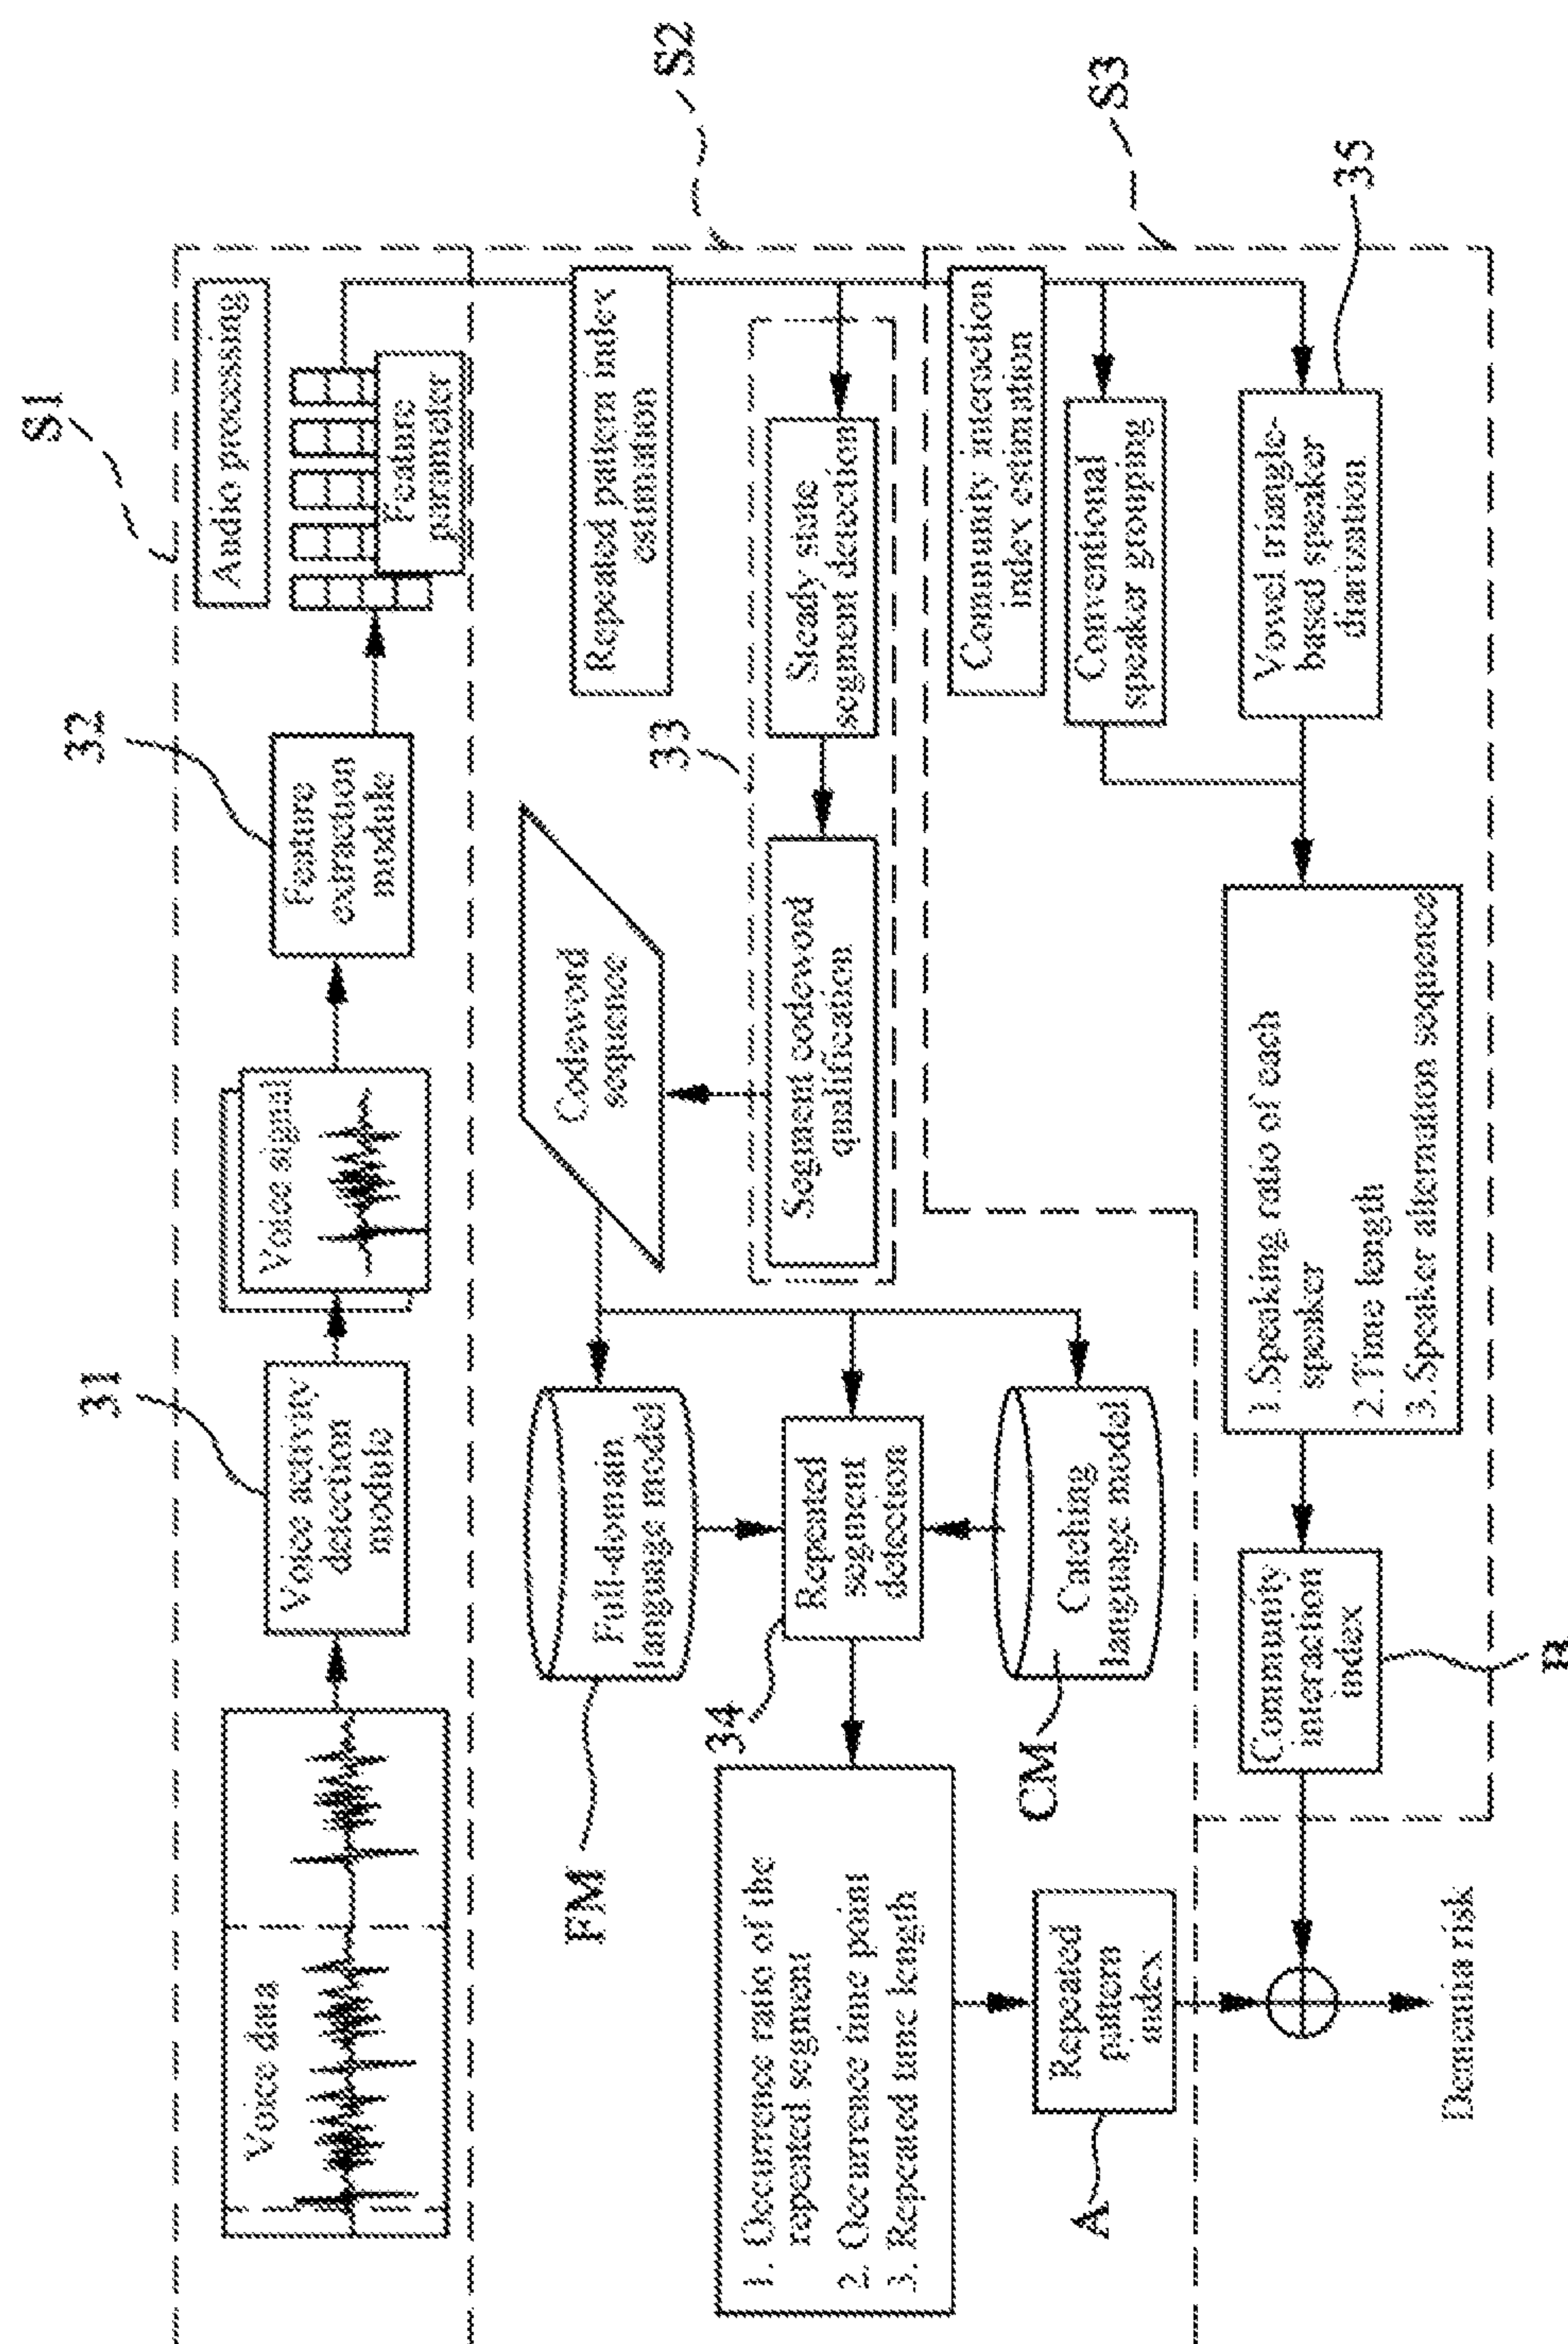 S1
Audio processing
Voice dna
31
Voice activity
detection
module
Voice signal
32
Feature
extraction
module
Feature
parameter
S2
Repeated pattern index
estimation
33
Steady state
segment detection
Segment codeword
qualification
Codeword
sequence
FM
Full-domain
language model
34
Repeated
segment
detection
CM
Catching
language model
1. Occurrence ratio of the
repeated segment
2. Occurrence time point
3. Repeated time length
A
Repeated
pattern
index
S3
Community interaction
index estimation
Conventional
speaker grouping
35
Vowel triangle-
based speaker
diarization
1. Speaking ratio of each
speaker
2. Time length
3. Speaker alternation sequence
Community
interaction
index
B
Dementia risk